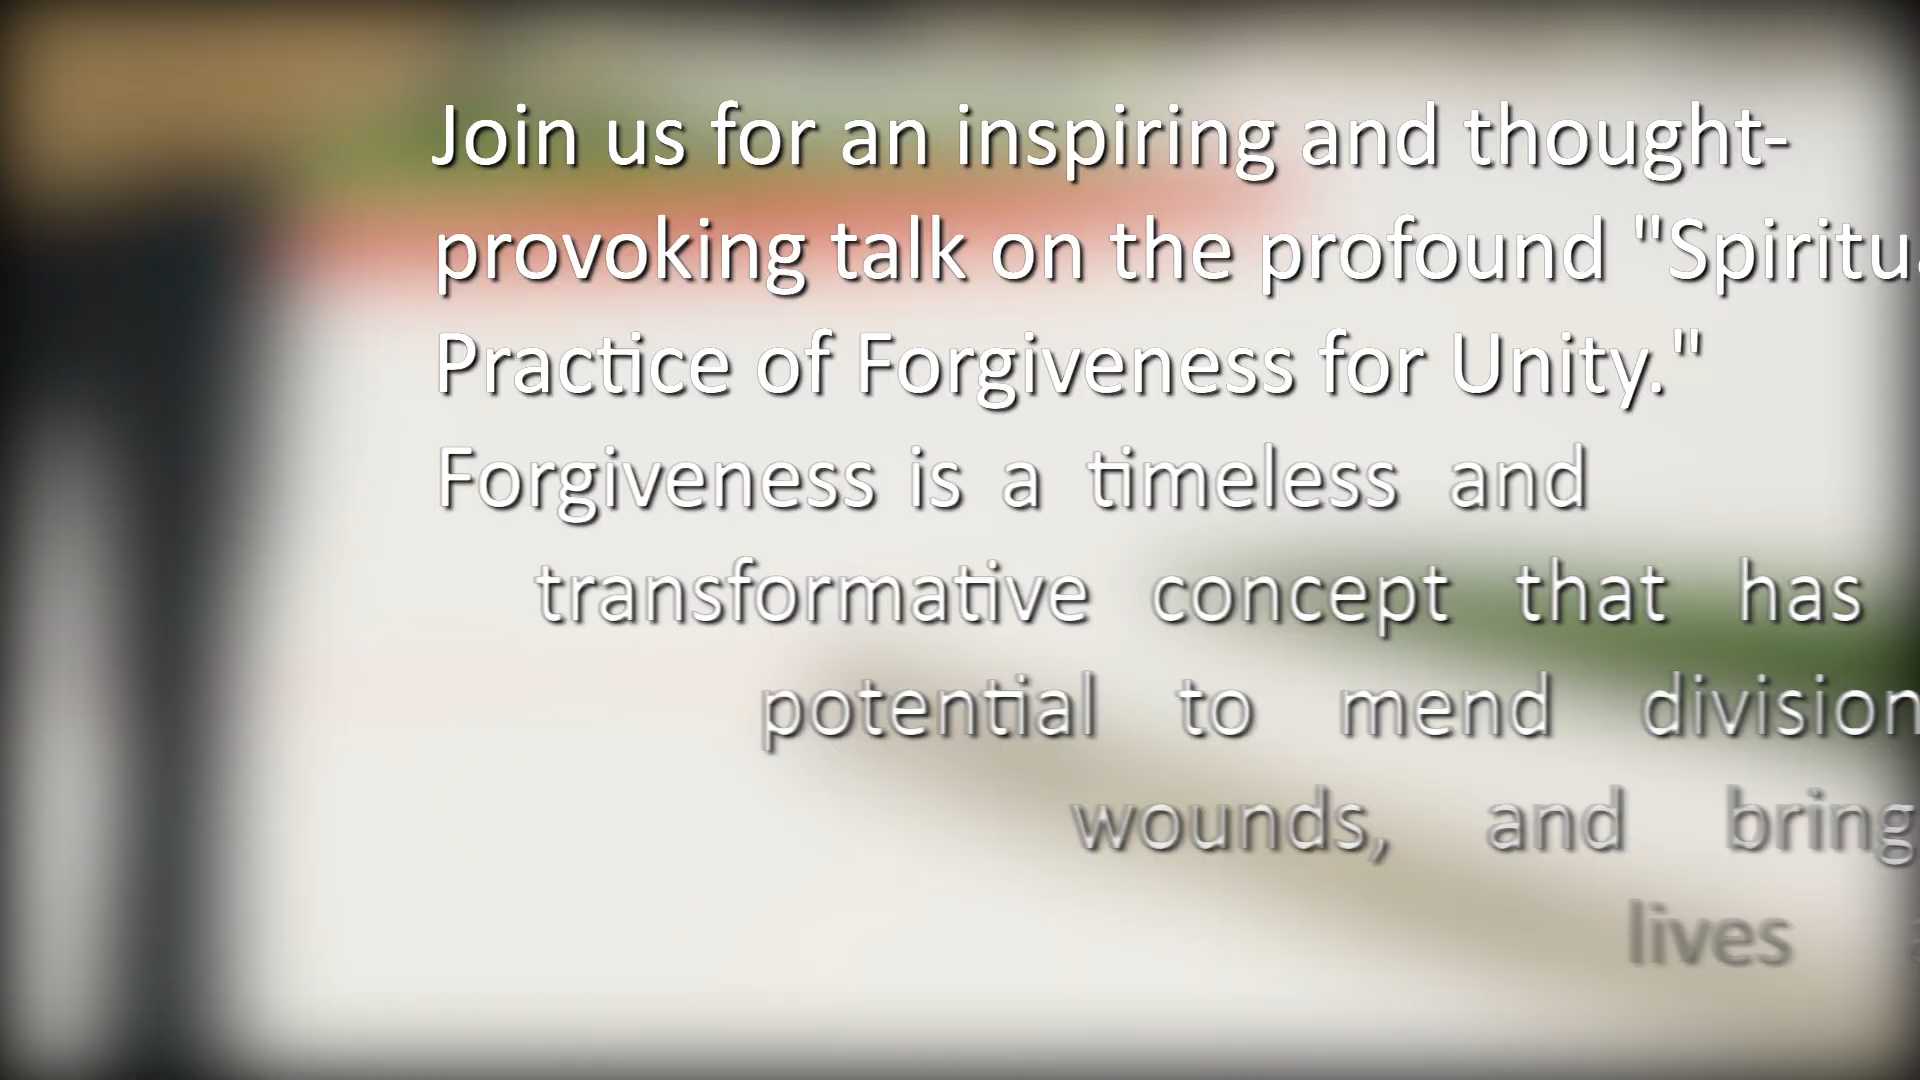 Join us for an inspiring and thought-
provoking talk on the profound "Spiritu
Practice of Forgiveness for Unity."
Forgiveness is a timeless and
transformative concept that has
potential to mend division
wounds, and bring
lives